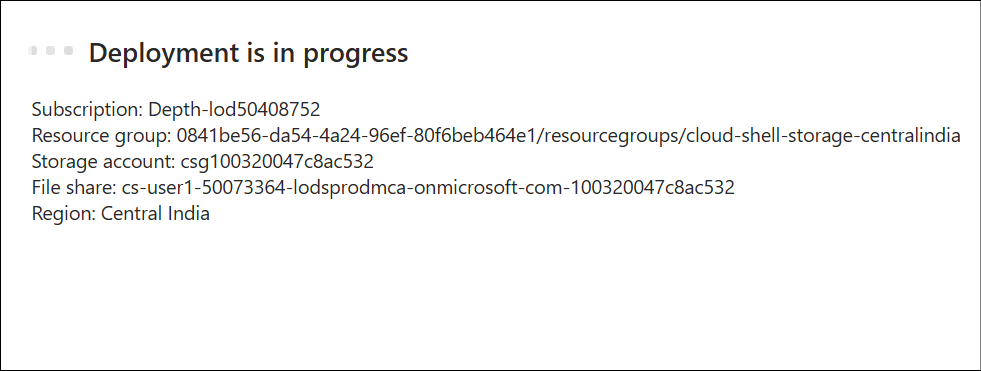 Deployment is in progress
Subscription: Depth-lod50408752
Resource group: 0841be56-da54-4a24-96ef-80f6beb464e1/resourcegroups/cloud-shell-storage-centralindia
Storage account: csg100320047c8ac532
File share: cs-user1-50073364-lodsprodmca-onmicrosoft-com-100320047c8ac532
Region: Central India